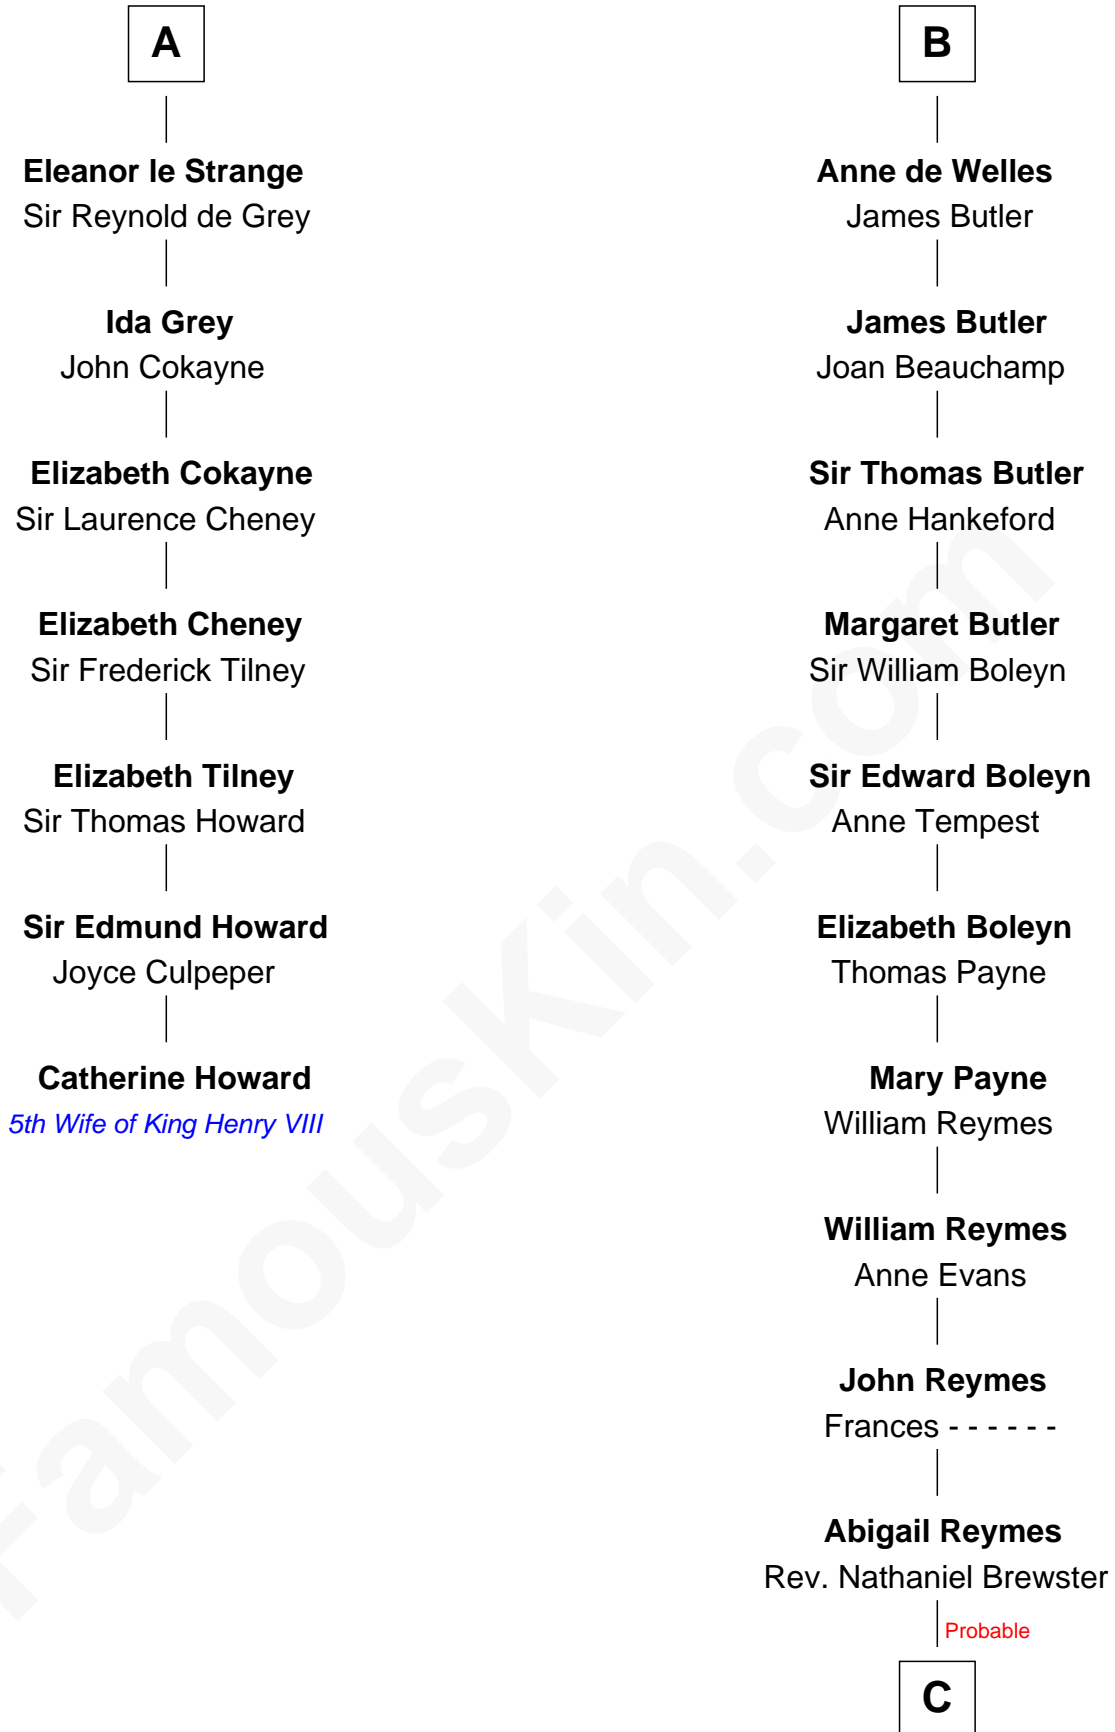 A
Eleanor le Strange
Sir Reynold de Grey
Ida Grey
John Cokayne
Elizabeth Cokayne
Sir Laurence Cheney
Elizabeth Cheney
Sir Frederick Tilney
Elizabeth Tilney
Sir Thomas Howard
Sir Edmund Howard
Joyce Culpeper
Catherine Howard
5th Wife of King Henry VIII
B
Anne de Welles
James Butler
James Butler
Joan Beauchamp
Sir Thomas Butler
Anne Hankeford
Margaret Butler
Sir William Boleyn
Sir Edward Boleyn
Anne Tempest
Elizabeth Boleyn
Thomas Payne
Mary Payne
William Reymes
William Reymes
Anne Evans
John Reymes
Frances - - - - - -
Abigail Reymes
Rev. Nathaniel Brewster
Probable
C
FamousKin.com